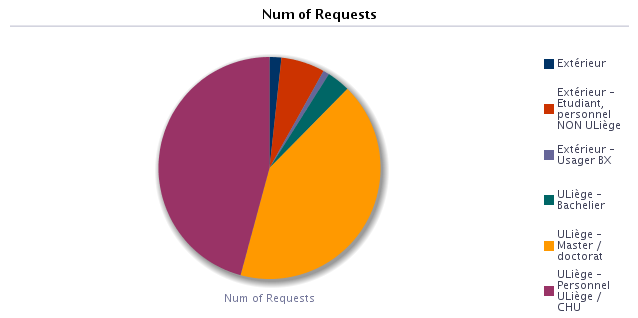 Num of Requests
Extérieur
Extérieur -
Etudiant,
personnel
NON ULiège
Extérieur -
Usager BX
ULiège -
Bachelier
ULiège -
Master /
doctorat
ULiège -
Personnel
ULiège /
CHU
Num of Requests